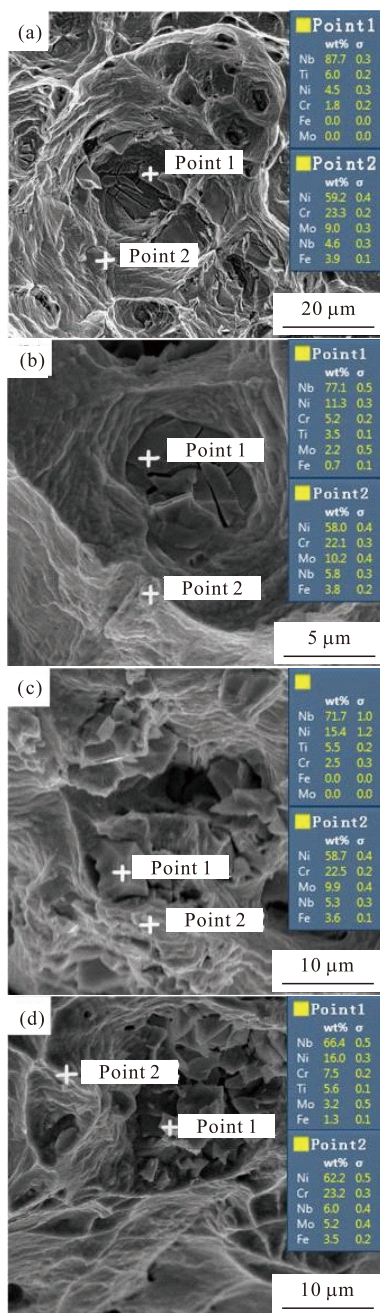 (a)
Point1
wt% σ
Nb 87.7 0.3
Ti 6.0 0.2
Ni 4.5 0.3
Cr 1.8 0.2
Fe 0.0 0.0
Mo 0.0 0.0
Point2
wt% σ
Ni 59.2 0.4
Cr 23.3 0.2
Mo 9.0 0.3
Nb 4.6 0.3
Fe 3.9 0.1
Point 1
Point 2
20 μm
(b)
Point1
wt% σ
Nb 77.1 0.5
Ni 11.3 0.3
Cr 5.2 0.2
Ti 3.5 0.1
Mo 2.2 0.5
Fe 0.7 0.1
Point2
wt% σ
Ni 58.0 0.4
Cr 22.1 0.3
Mo 10.2 0.4
Nb 5.8 0.3
Fe 3.8 0.2
Point 1
Point 2
5 μm
(c)
wt% σ
Nb 71.7 1.0
Ni 15.4 1.2
Ti 5.5 0.2
Cr 2.5 0.3
Fe 0.0 0.0
Mo 0.0 0.0
Point2
wt% σ
Ni 58.7 0.4
Cr 22.5 0.2
Mo 9.9 0.4
Nb 5.3 0.3
Fe 3.6 0.1
Point 1
Point 2
10 μm
(d)
Point1
wt% σ
Nb 66.4 0.5
Ni 16.0 0.3
Cr 7.5 0.2
Ti 5.6 0.1
Mo 3.2 0.5
Fe 1.3 0.1
Point2
wt% σ
Ni 62.2 0.5
Cr 23.2 0.3
Nb 6.0 0.4
Mo 5.2 0.4
Fe 3.5 0.2
Point 2
Point 1
10 μm